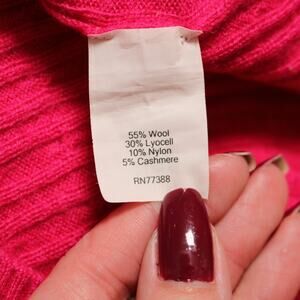 55% Wool
30% Lyocell
10% Nylon
5% Cashmere
RN77388